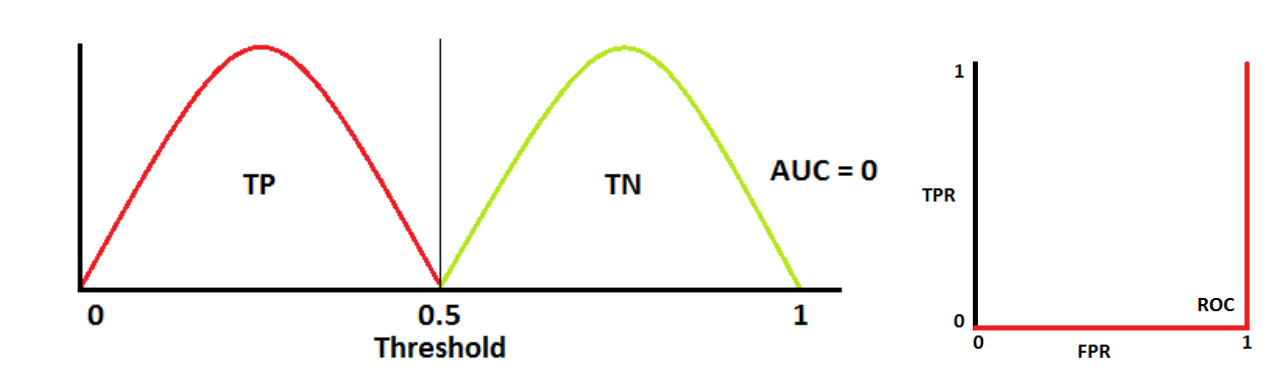 TP
TN
AUC = 0
0
0.5
1
Threshold
1
TPR
0
ROC
0
1
FPR